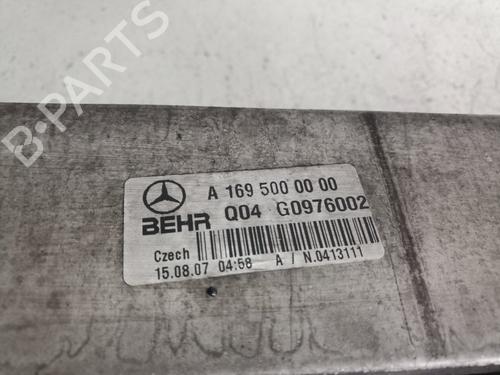 B-PARTS
A 169 500 00 00
BEHR Q04 G0976002
Czech
15.08.07 04:58 A / N.0413111